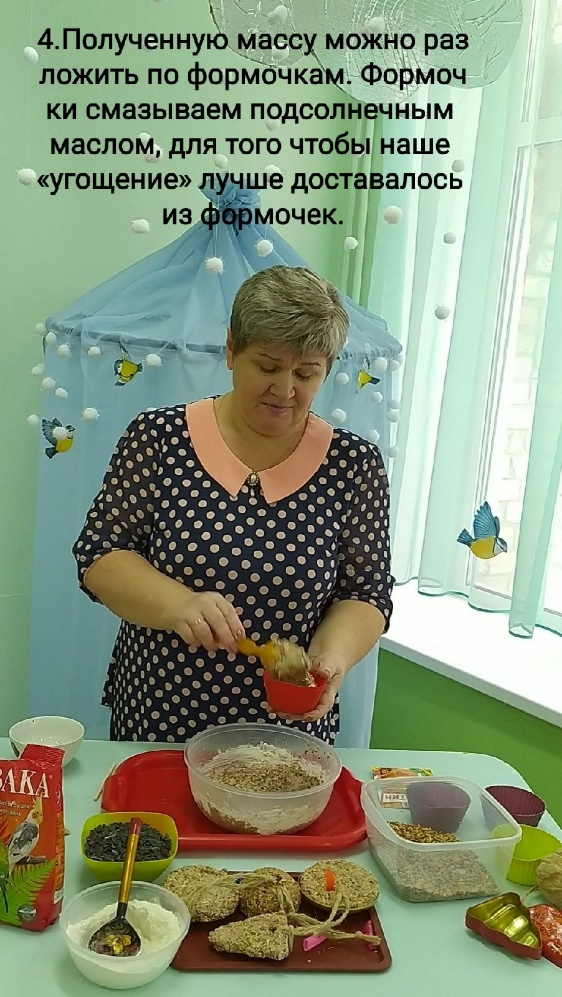 4.Полученную массу можно раз
ложить по формочкам. Формоч
ки смазываем подсолнечным
маслом, для того чтобы наше
«угощение» лучше доставалось
из формочек.
ВАКА